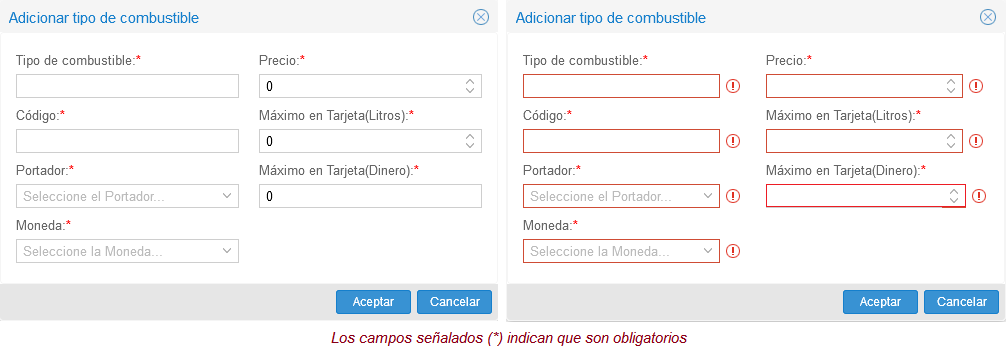 Adicionar tipo de combustible
Tipo de combustible:*
Precio:*
0
Código:*
Máximo en Tarjeta(Litros):*
0
Portador:*
Máximo en Tarjeta(Dinero):*
Seleccione el Portador...
0
Moneda:*
Seleccione la Moneda...
Aceptar
Cancelar
Adicionar tipo de combustible
Tipo de combustible:*
Precio:*
Código:*
Máximo en Tarjeta(Litros):*
Portador:*
Máximo en Tarjeta(Dinero):*
Seleccione el Portador...
Moneda:*
Seleccione la Moneda...
Aceptar
Cancelar
Los campos señalados (*) indican que son obligatorios